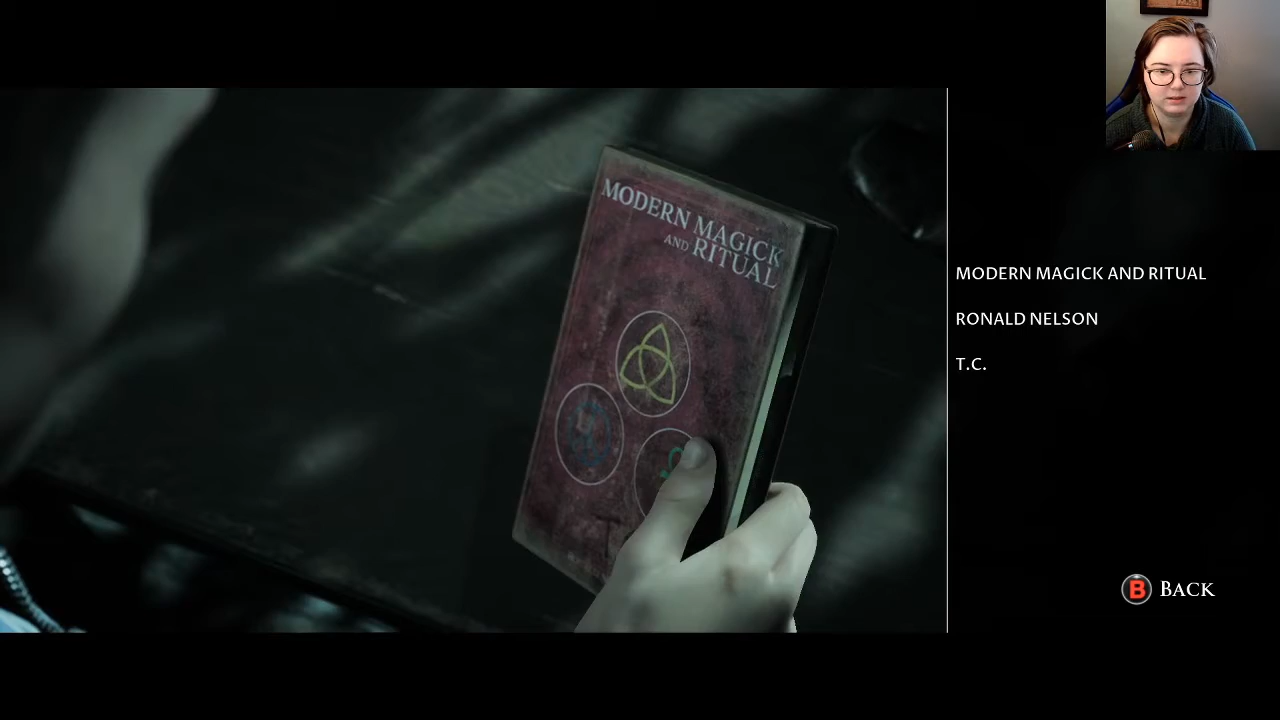 MODERN MAGICK
AND RITUAL
MODERN MAGICK AND RITUAL
RONALD NELSON
T.C.
B BACK